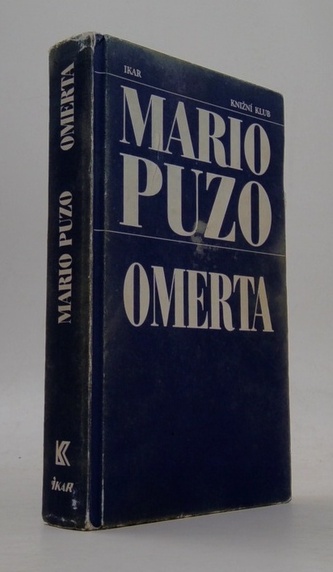 IKAR
KNIŽNÍ KLUB
MARIO
PUZO
OMERTA
MARIO PUZO OMERTA
K
IKAR